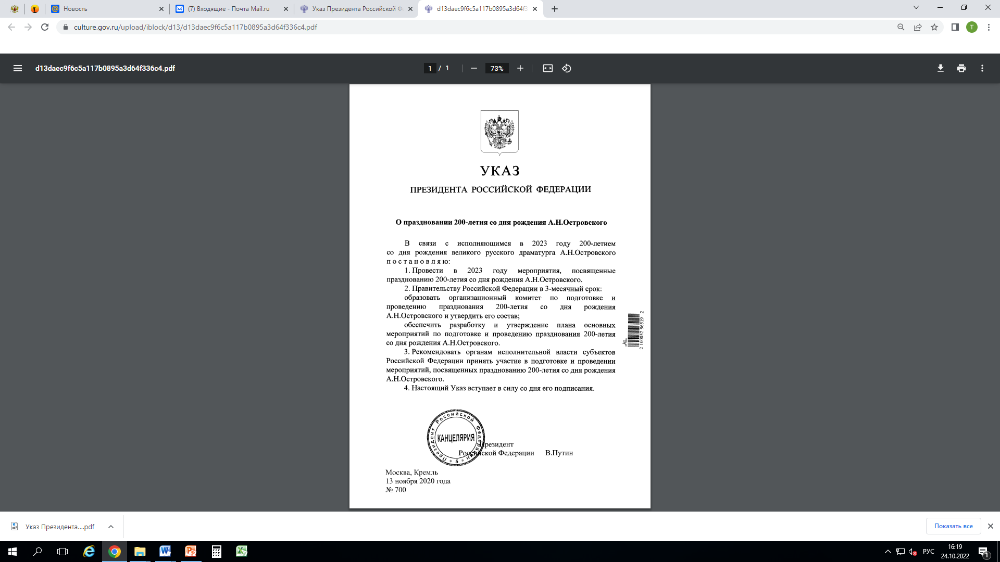 Новость
(7) Входящие - Почта Mail.ru
Указ Президента Российской Ф
d13daec9f6c5a117b0895a3d64f3
culture.gov.ru/upload/iblock/d13/d13daec9f6c5a117b0895a3d64f336c4.pdf
T
d13daec9f6c5a117b0895a3d64f336c4.pdf
1 / 1
73%
УКАЗ
ПРЕЗИДЕНТА РОССИЙСКОЙ ФЕДЕРАЦИИ
О праздновании 200-летия со дня рождения А.Н.Островского
В связи с исполняющимся в 2023 году 200-летием
со дня рождения великого русского драматурга А.Н.Островского
п о с т а н о в л я ю:
1. Провести в 2023 году мероприятия, посвященные
празднованию 200-летия со дня рождения А.Н.Островского.
2. Правительству Российской Федерации в 3-месячный срок:
образовать организационный комитет по подготовке и
проведению празднования 200-летия со дня рождения
А.Н.Островского и утвердить его состав;
обеспечить разработку и утверждение плана основных
мероприятий по подготовке и проведению празднования 200-летия
со дня рождения А.Н.Островского.
3. Рекомендовать органам исполнительной власти субъектов
Российской Федерации принять участие в подготовке и проведении
мероприятий, посвященных празднованию 200-летия со дня рождения
А.Н.Островского.
4. Настоящий Указ вступает в силу со дня его подписания.
2 100052 96519 2
Президент Российской Федерации * 5 *
КАНЦЕЛЯРИЯ
Президент
Российской Федерации В.Путин
Москва, Кремль
13 ноября 2020 года
№ 700
Указ Президента....pdf
Показать все
РУС
16:19
24.10.2022
1